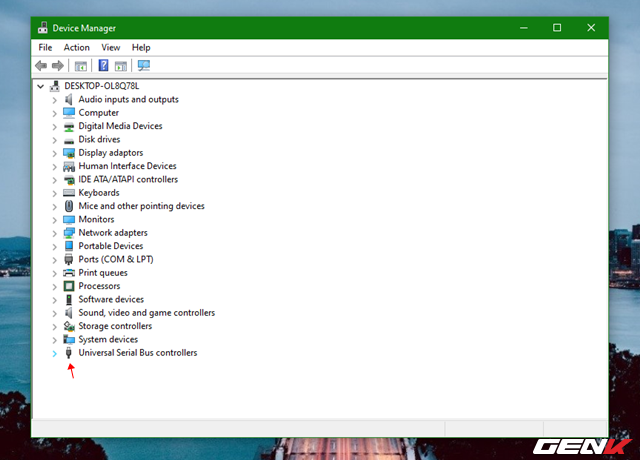 Device Manager
File Action View Help
DESKTOP-OL8Q78L
Audio inputs and outputs
Computer
Digital Media Devices
Disk drives
Display adaptors
Human Interface Devices
IDE ATA/ATAPI controllers
Keyboards
Mice and other pointing devices
Monitors
Network adapters
Portable Devices
Ports (COM & LPT)
Print queues
Processors
Software devices
Sound, video and game controllers
Storage controllers
System devices
Universal Serial Bus controllers
GENK